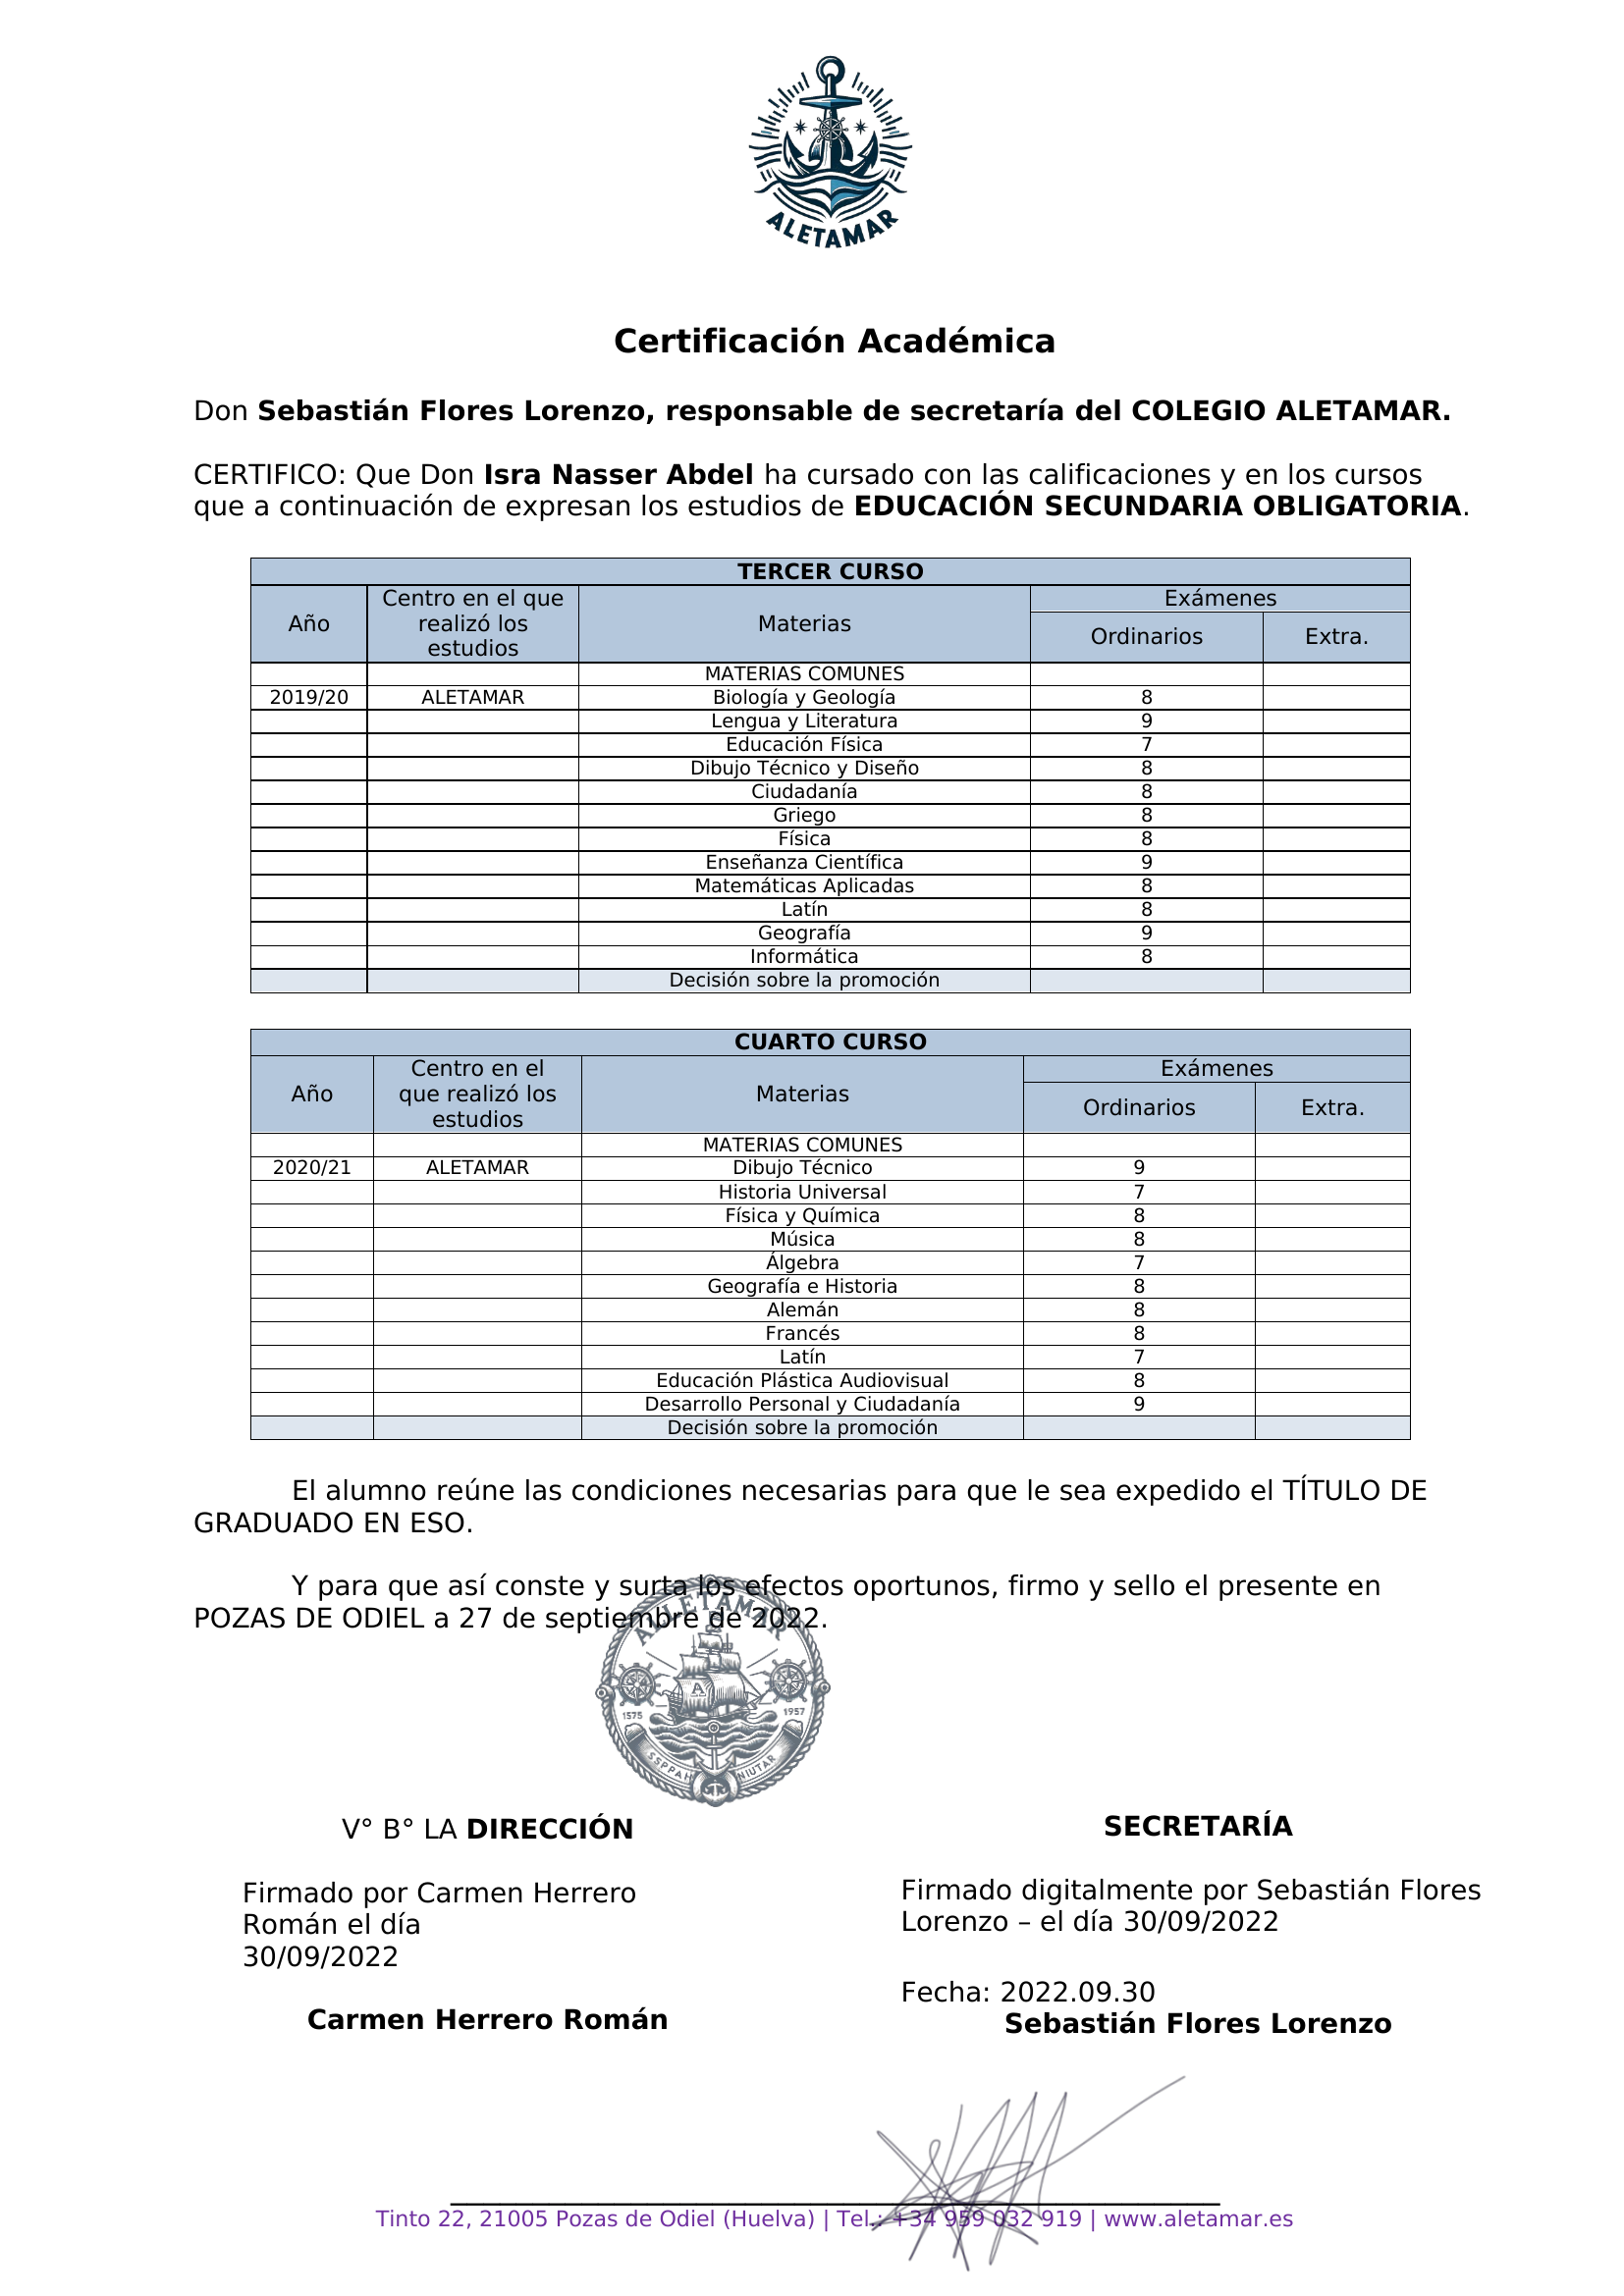 ALETAMAR
Certificación Académica
Don Sebastián Flores Lorenzo, responsable de secretaría del COLEGIO ALETAMAR.
CERTIFICO: Que Don Isra Nasser Abdel ha cursado con las calificaciones y en los cursos
que a continuación de expresan los estudios de EDUCACIÓN SECUNDARIA OBLIGATORIA.
TERCER CURSO
Año Centro en el que realizó los estudios Materias Exámenes
Ordinarios Extra.
MATERIAS COMUNES
2019/20 ALETAMAR Biología y Geología 8
Lengua y Literatura 9
Educación Física 7
Dibujo Técnico y Diseño 8
Ciudadanía 8
Griego 8
Física 8
Enseñanza Científica 9
Matemáticas Aplicadas 8
Latín 8
Geografía 9
Informática 8
Decisión sobre la promoción
CUARTO CURSO
Año Centro en el que realizó los estudios Materias Exámenes
Ordinarios Extra.
MATERIAS COMUNES
2020/21 ALETAMAR Dibujo Técnico 9
Historia Universal 7
Física y Química 8
Música 8
Álgebra 7
Geografía e Historia 8
Alemán 8
Francés 8
Latín 7
Educación Plástica Audiovisual 8
Desarrollo Personal y Ciudadanía 9
Decisión sobre la promoción
El alumno reúne las condiciones necesarias para que le sea expedido el TÍTULO DE
GRADUADO EN ESO.
Y para que así conste y surta los efectos oportunos, firmo y sello el presente en
POZAS DE ODIEL a 27 de septiembre de 2022.
A
1575 1957
V° B° LA DIRECCIÓN
SECRETARÍA
Firmado por Carmen Herrero
Román el día
30/09/2022
Carmen Herrero Román
Firmado digitalmente por Sebastián Flores
Lorenzo – el día 30/09/2022
Fecha: 2022.09.30
Sebastián Flores Lorenzo
Tinto 22, 21005 Pozas de Odiel (Huelva) | Tel.: +34 959 032 919 | www.aletamar.es